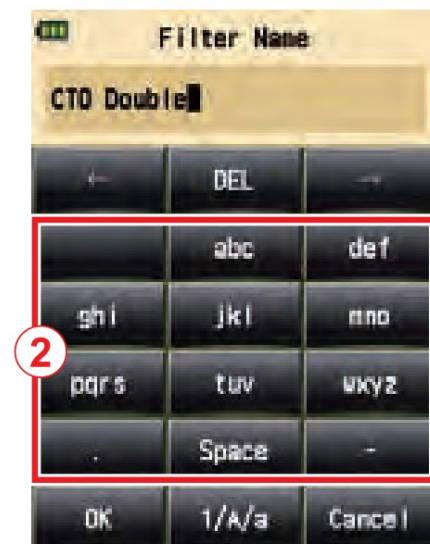 Filter Name
CTO Double
← DEL →
abc def
ghi jkl mno
2
pqrs tuv wxyz
. Space -
OK 1/A/a Cancel